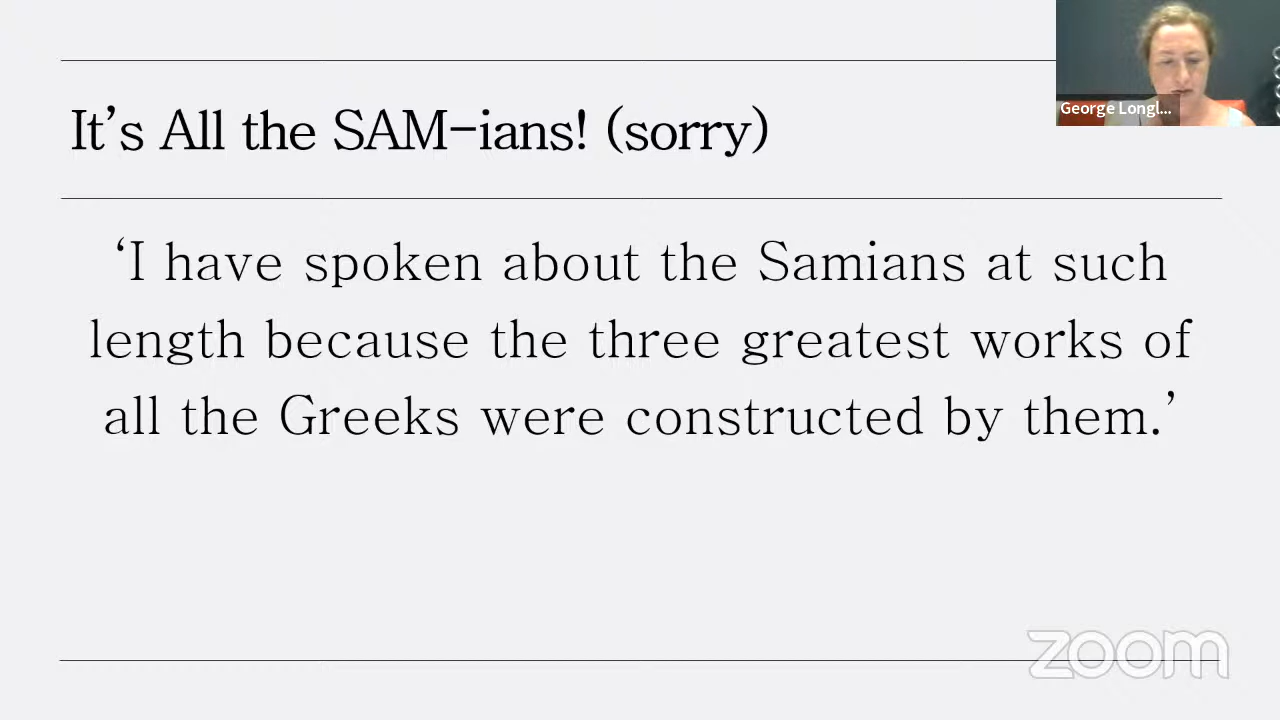 It’s All the SAM-ians! (sorry)
George Longl...
‘I have spoken about the Samians at such
length because the three greatest works of
all the Greeks were constructed by them.’
zoom